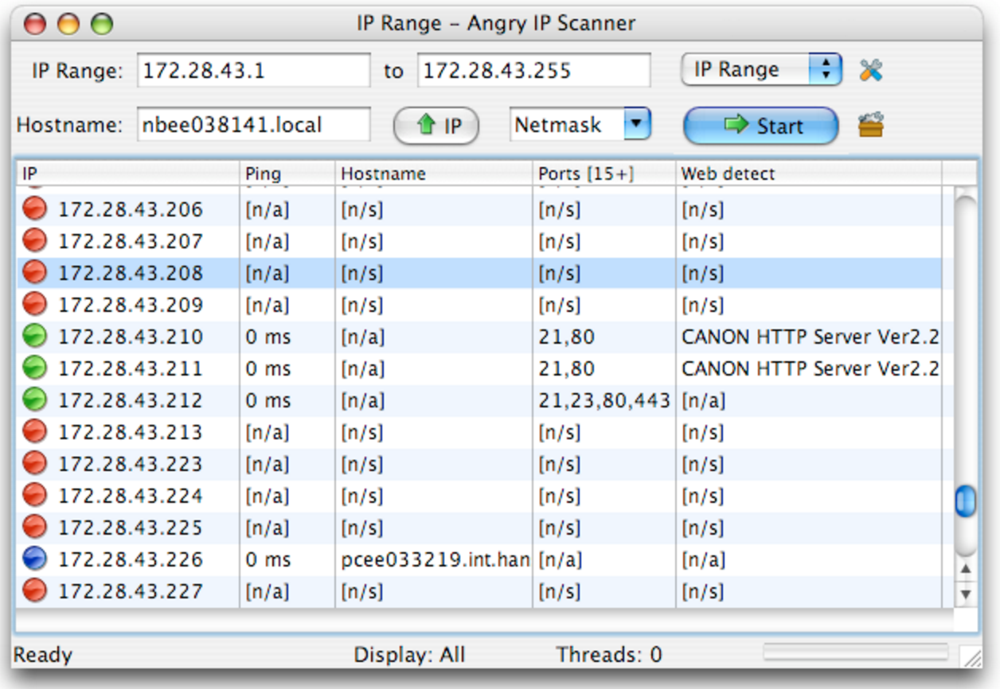 IP Range – Angry IP Scanner
IP Range: 172.28.43.1 to 172.28.43.255 IP Range
Hostname: nbee038141.local IP Netmask Start
IP Ping Hostname Ports [15+] Web detect
172.28.43.206 [n/a] [n/s] [n/s] [n/s]
172.28.43.207 [n/a] [n/s] [n/s] [n/s]
172.28.43.208 [n/a] [n/s] [n/s] [n/s]
172.28.43.209 [n/a] [n/s] [n/s] [n/s]
172.28.43.210 0 ms [n/a] 21,80 CANON HTTP Server Ver2.2
172.28.43.211 0 ms [n/a] 21,80 CANON HTTP Server Ver2.2
172.28.43.212 0 ms [n/a] 21,23,80,443 [n/a]
172.28.43.213 [n/a] [n/s] [n/s] [n/s]
172.28.43.223 [n/a] [n/s] [n/s] [n/s]
172.28.43.224 [n/a] [n/s] [n/s] [n/s]
172.28.43.225 [n/a] [n/s] [n/s] [n/s]
172.28.43.226 0 ms pcee033219.int.han [n/a] [n/a]
172.28.43.227 [n/a] [n/s] [n/s] [n/s]
Ready Display: All Threads: 0